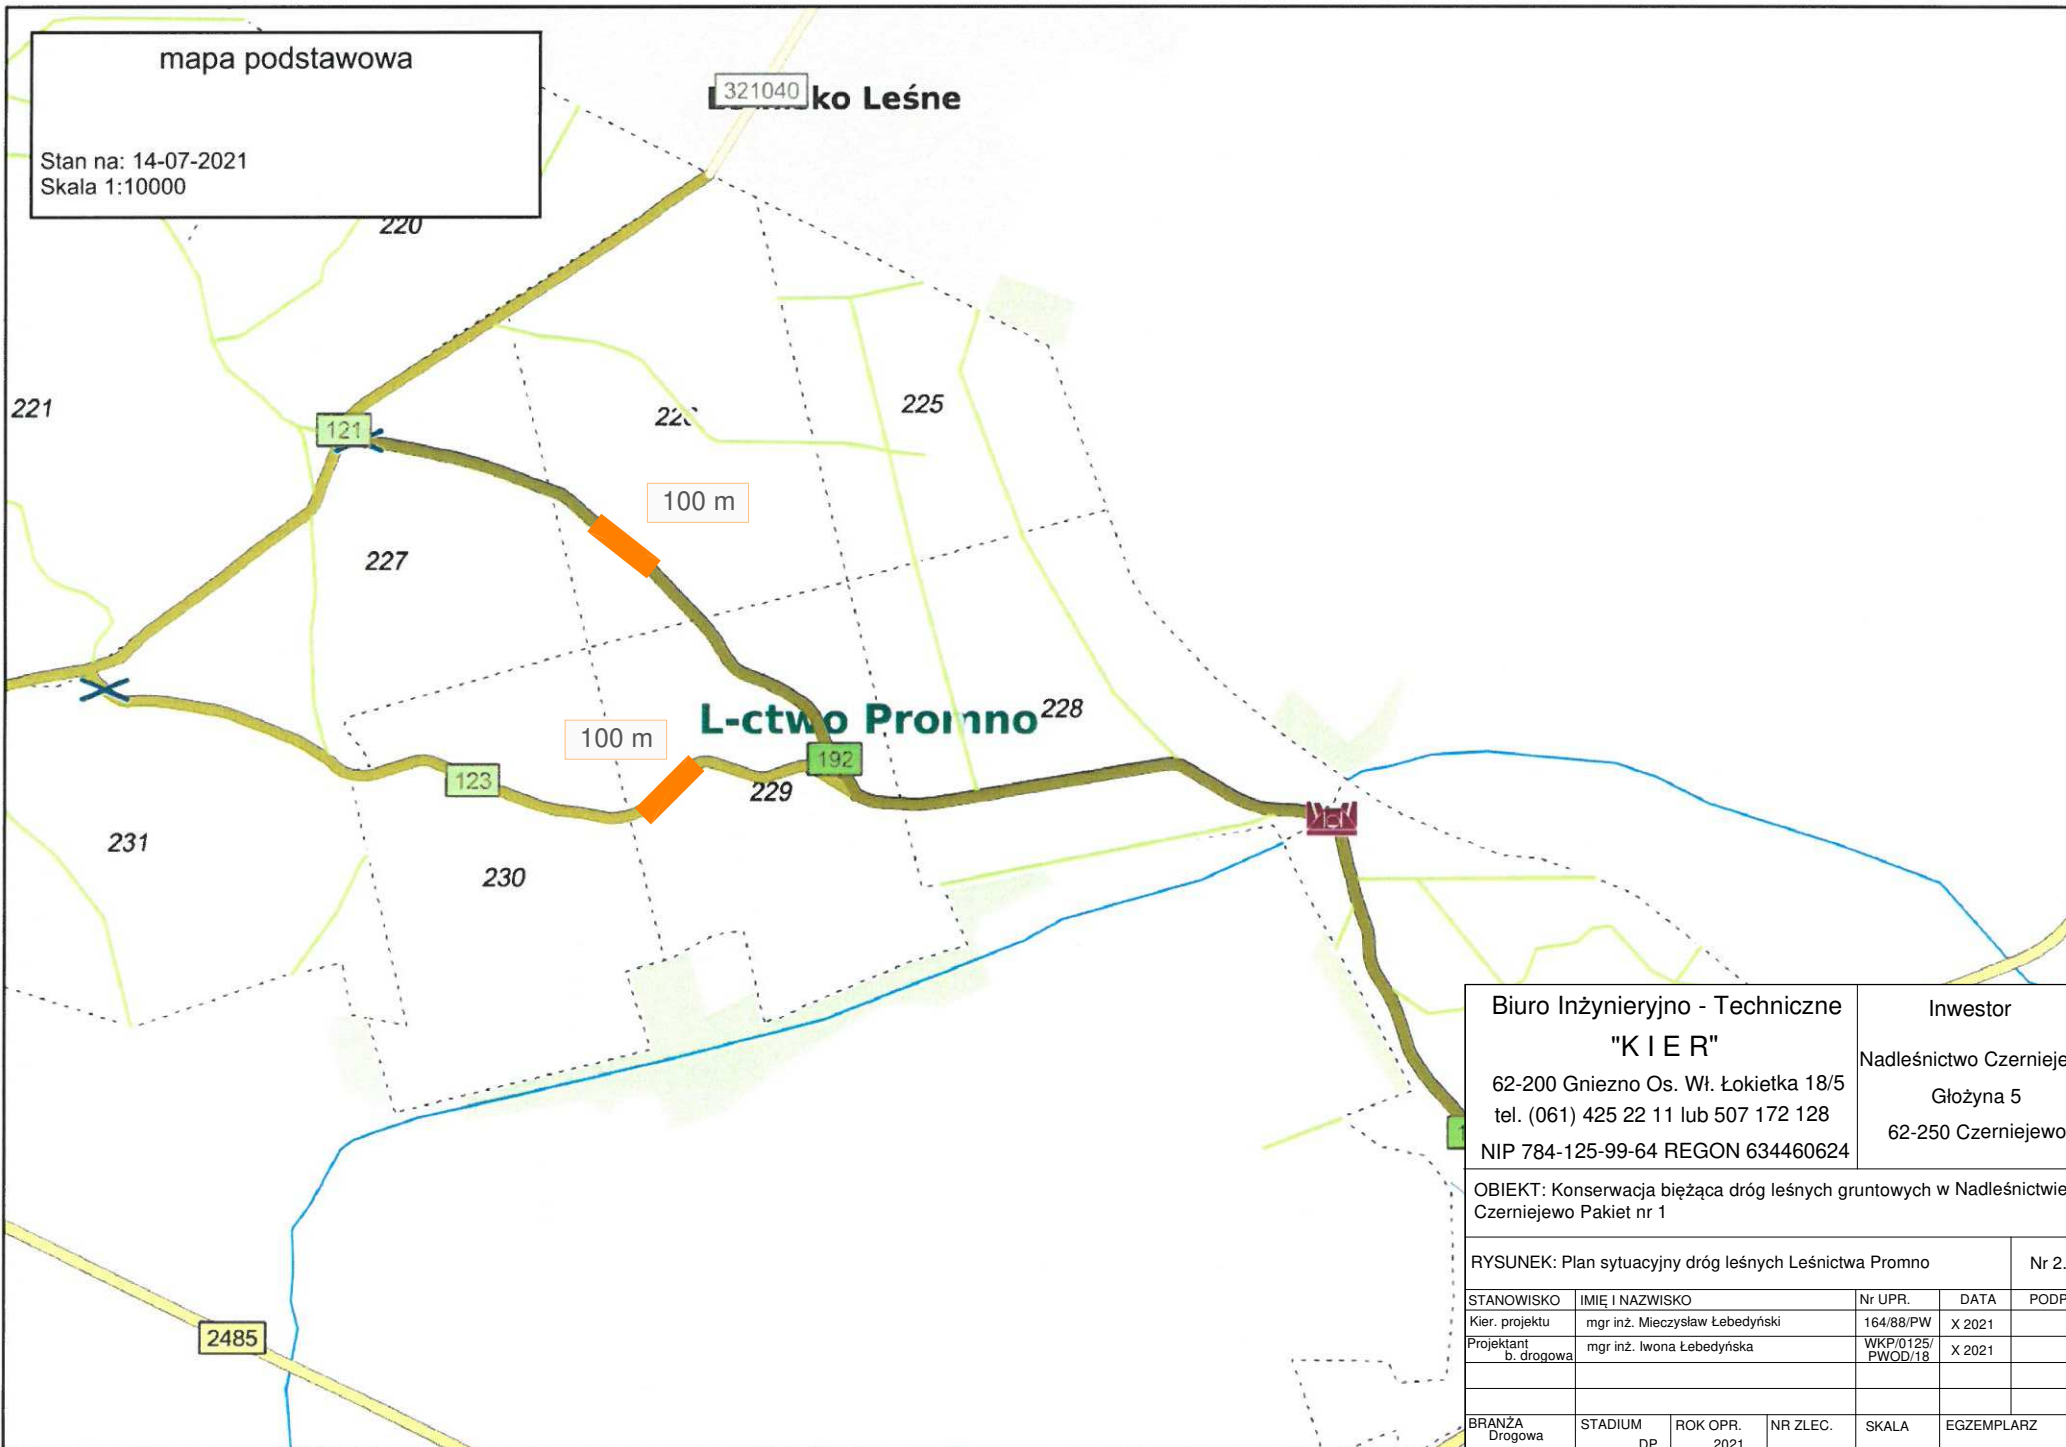 mapa podstawowa
Stan na: 14-07-2021
Skala 1:10000
321040
ko Leśne
220
221
121
225
100 m
227
L-ctwo Promno
228
100 m
192
123
229
231
230
Biuro Inżynieryjno - Techniczne
"K I E R"
62-200 Gniezno Os. Wł. Łokietka 18/5
tel. (061) 425 22 11 lub 507 172 128
NIP 784-125-99-64 REGON 634460624
Inwestor
Nadleśnictwo Czernieje
Głożyna 5
62-250 Czerniejewo
OBIEKT: Konserwacja bieżąca dróg leśnych gruntowych w Nadleśnictwie
Czerniejewo Pakiet nr 1
RYSUNEK: Plan sytuacyjny dróg leśnych Leśnictwa Promno
Nr 2.
STANOWISKO IMIĘ I NAZWISKO Nr UPR. DATA PODP
Kier. projektu mgr inż. Mieczysław Łebedyński 164/88/PW X 2021
Projektant
b. drogowa
mgr inż. Iwona Łebedyńska
WKP/0125/
PWOD/18
X 2021
BRANŻA STADIUM ROK OPR. NR ZLEC. SKALA EGZEMPLARZ
Drogowa DP 2021
2485